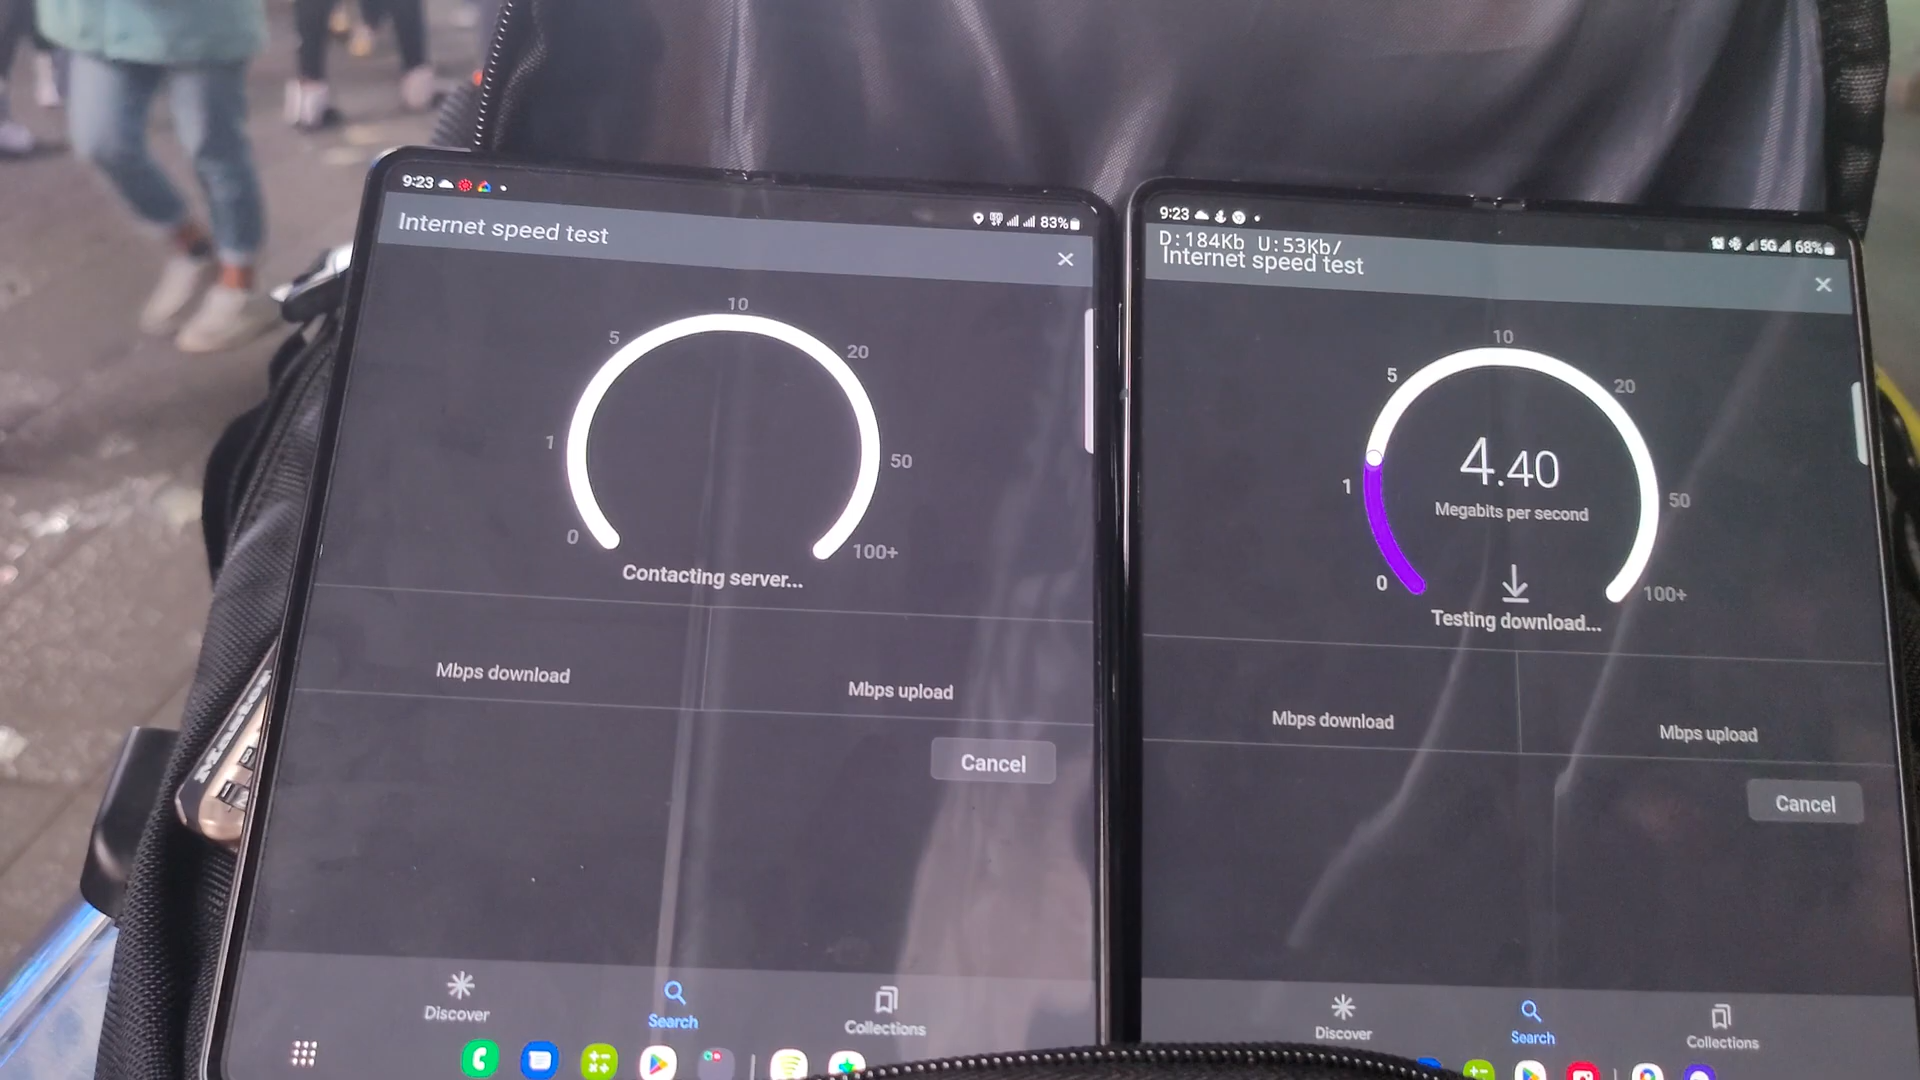 9:23
83%
Internet speed test
10
5
20
1
50
0
100+
Contacting server...
Mbps download
Mbps upload
Cancel
Discover
Search
Collections
9:23
5G
68%
D:184Kb U:53Kb/
Internet speed test
10
5
20
4.40
1
50
Megabits per second
0
100+
Testing download...
Mbps download
Mbps upload
Cancel
Discover
Search
Collections